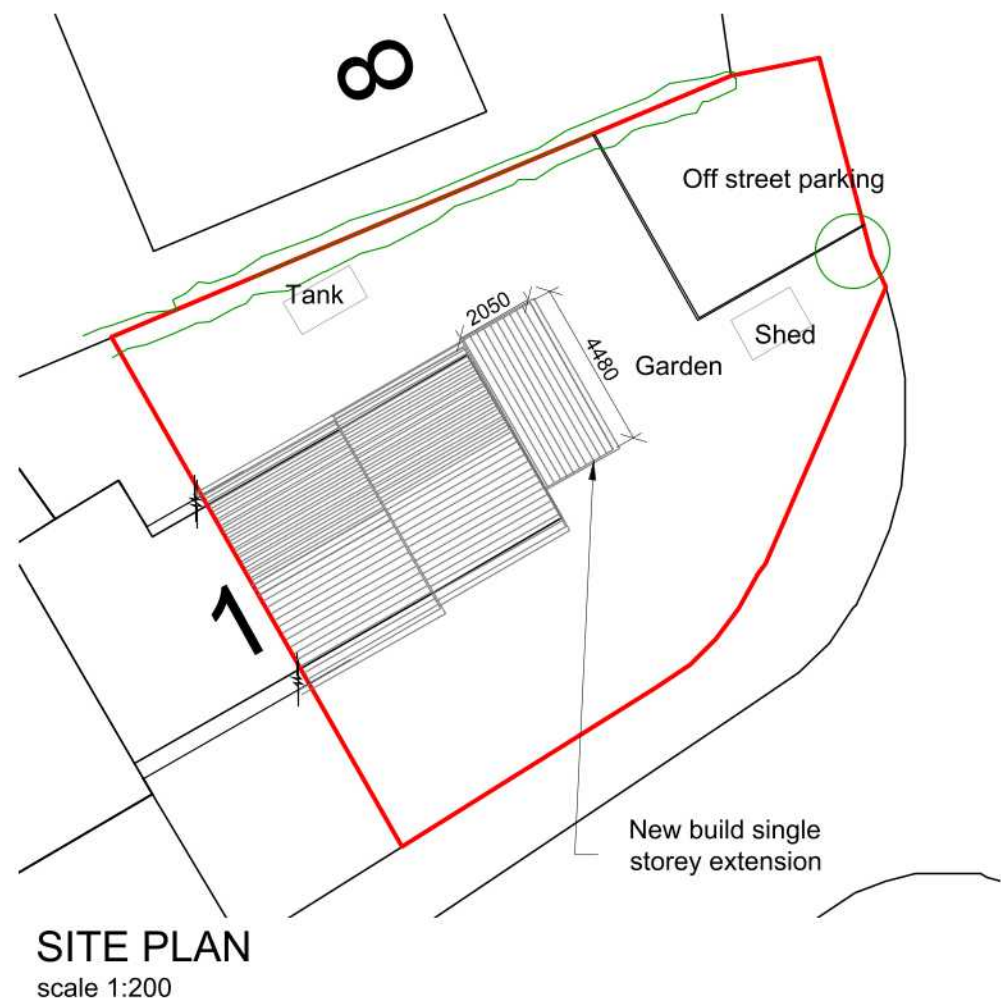 8
Off street parking
Tank
2050
4480
Shed
Garden
1
New build single
storey extension
SITE PLAN
scale 1:200